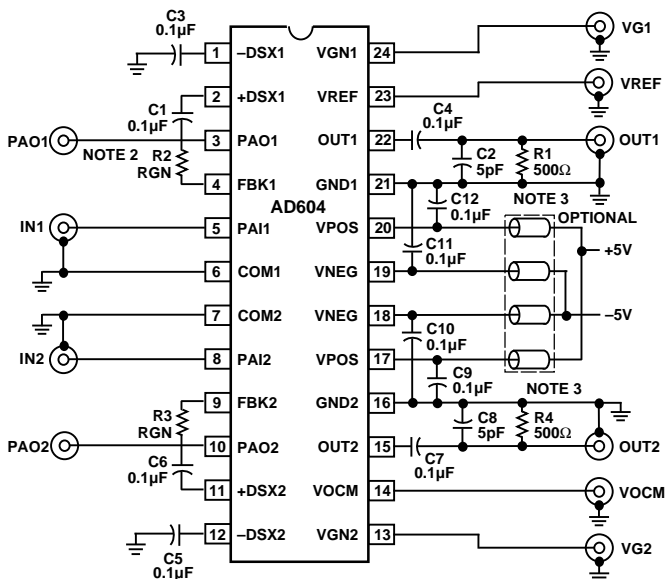 C3
0.1µF
1 –DSX1 VGN1 24 VG1
C1
0.1µF
2 +DSX1 VREF 23 VREF
C4
0.1µF
PAO1 NOTE 2 3 PAO1 OUT1 22 OUT1
R2
RGN
C2
5pF
R1
500Ω
4 FBK1 GND1 21
AD604
C12
0.1µF
NOTE 3
OPTIONAL
IN1 5 PAI1 VPOS 20
C11
0.1µF
+5V
6 COM1 VNEG 19
7 COM2 VNEG 18 –5V
C10
0.1µF
IN2 8 PAI2 VPOS 17
C9
0.1µF
NOTE 3
9 FBK2 GND2 16
R3
RGN
C8
5pF
R4
500Ω
PAO2 10 PAO2 OUT2 15 OUT2
C6
0.1µF
C7
0.1µF
11 +DSX2 VOCM 14 VOCM
12 –DSX2 VGN2 13 VG2
C5
0.1µF